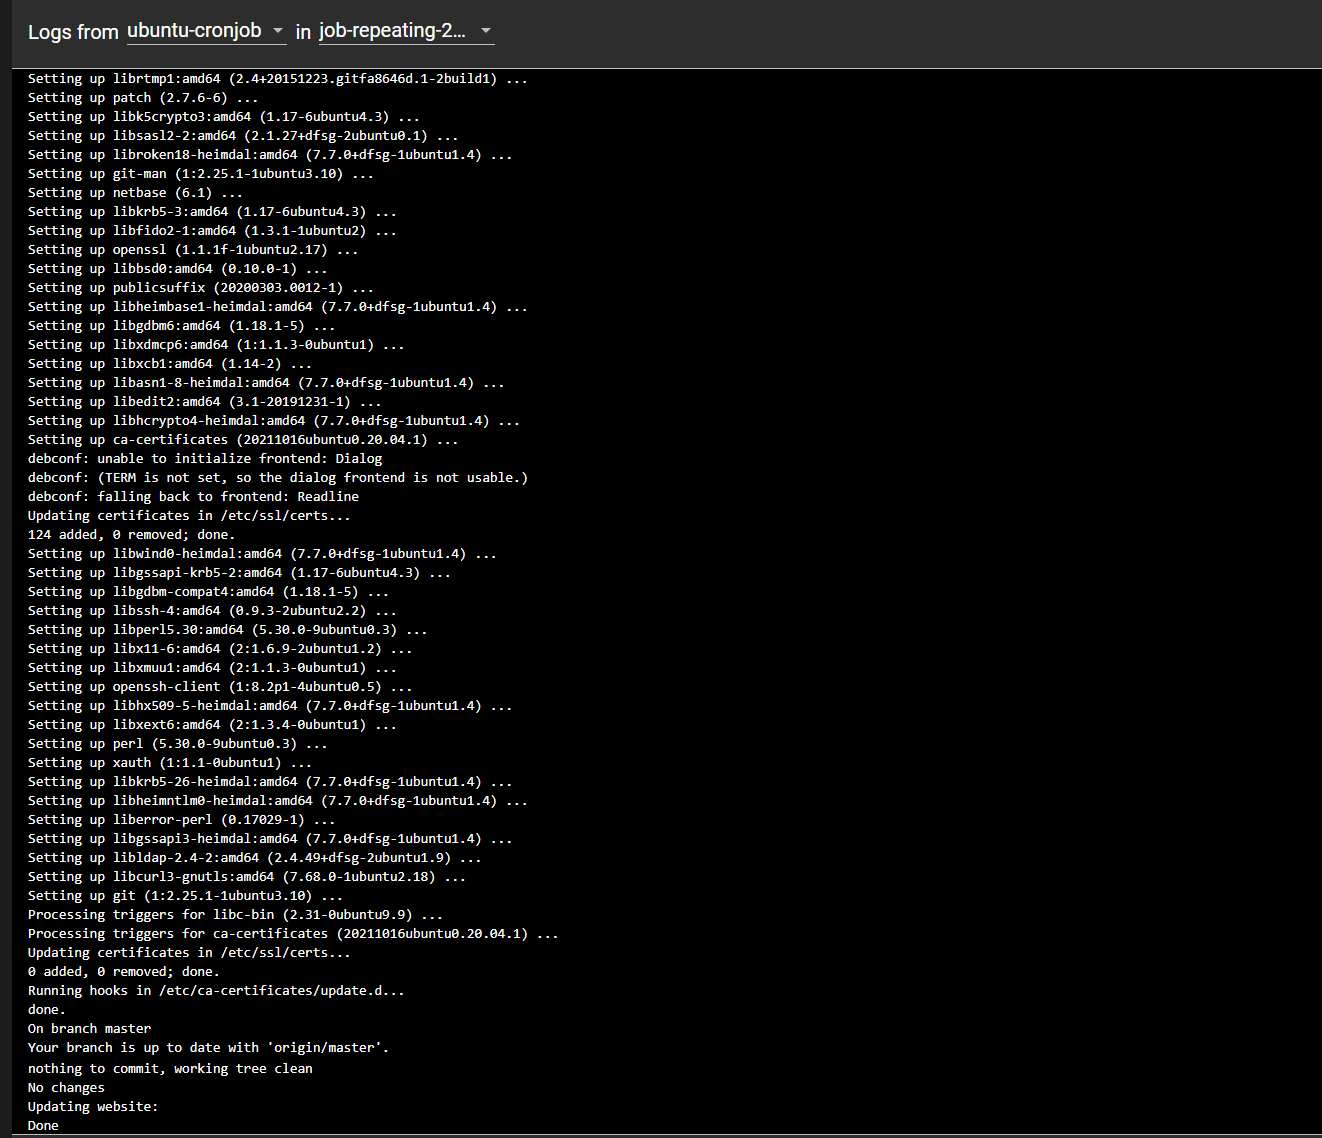 Logs from ubuntu-cronjob in job-repeating-2...
Setting up librtmp1:amd64 (2.4+20151223.gitfa8646d.1-2build1) ...
Setting up patch (2.7.6-6) ...
Setting up libk5crypto3:amd64 (1.17-6ubuntu4.3) ...
Setting up libsasl2-2:amd64 (2.1.27+dfsg-2ubuntu0.1) ...
Setting up libroken18-heimdal:amd64 (7.7.0+dfsg-1ubuntu1.4) ...
Setting up git-man (1:2.25.1-1ubuntu3.10) ...
Setting up netbase (6.1) ...
Setting up libkrb5-3:amd64 (1.17-6ubuntu4.3) ...
Setting up libfido2-1:amd64 (1.3.1-1ubuntu2) ...
Setting up openssl (1.1.1f-1ubuntu2.17) ...
Setting up libbsd0:amd64 (0.10.0-1) ...
Setting up publicsuffix (20200303.0012-1) ...
Setting up libheimbase1-heimdal:amd64 (7.7.0+dfsg-1ubuntu1.4) ...
Setting up libgdbm6:amd64 (1.18.1-5) ...
Setting up libxdmcp6:amd64 (1:1.1.3-0ubuntu1) ...
Setting up libxcb1:amd64 (1.14-2) ...
Setting up libasn1-8-heimdal:amd64 (7.7.0+dfsg-1ubuntu1.4) ...
Setting up libedit2:amd64 (3.1-20191231-1) ...
Setting up libhcrypto4-heimdal:amd64 (7.7.0+dfsg-1ubuntu1.4) ...
Setting up ca-certificates (20211016ubuntu0.20.04.1) ...
debconf: unable to initialize frontend: Dialog
debconf: (TERM is not set, so the dialog frontend is not usable.)
debconf: falling back to frontend: Readline
Updating certificates in /etc/ssl/certs...
124 added, 0 removed; done.
Setting up libwind0-heimdal:amd64 (7.7.0+dfsg-1ubuntu1.4) ...
Setting up libgssapi-krb5-2:amd64 (1.17-6ubuntu4.3) ...
Setting up libgdbm-compat4:amd64 (1.18.1-5) ...
Setting up libssh-4:amd64 (0.9.3-2ubuntu2.2) ...
Setting up libperl5.30:amd64 (5.30.0-9ubuntu0.3) ...
Setting up libx11-6:amd64 (2:1.6.9-2ubuntu1.2) ...
Setting up libxmuu1:amd64 (2:1.1.3-0ubuntu1) ...
Setting up openssh-client (1:8.2p1-4ubuntu0.5) ...
Setting up libhx509-5-heimdal:amd64 (7.7.0+dfsg-1ubuntu1.4) ...
Setting up libxext6:amd64 (2:1.3.4-0ubuntu1) ...
Setting up perl (5.30.0-9ubuntu0.3) ...
Setting up xauth (1:1.1-0ubuntu1) ...
Setting up libkrb5-26-heimdal:amd64 (7.7.0+dfsg-1ubuntu1.4) ...
Setting up libheimntlm0-heimdal:amd64 (7.7.0+dfsg-1ubuntu1.4) ...
Setting up liberror-perl (0.17029-1) ...
Setting up libgssapi3-heimdal:amd64 (7.7.0+dfsg-1ubuntu1.4) ...
Setting up libldap-2.4-2:amd64 (2.4.49+dfsg-2ubuntu1.9) ...
Setting up libcurl3-gnutls:amd64 (7.68.0-1ubuntu2.18) ...
Setting up git (1:2.25.1-1ubuntu3.10) ...
Processing triggers for libc-bin (2.31-0ubuntu9.9) ...
Processing triggers for ca-certificates (20211016ubuntu0.20.04.1) ...
Updating certificates in /etc/ssl/certs...
0 added, 0 removed; done.
Running hooks in /etc/ca-certificates/update.d...
done.
On branch master
Your branch is up to date with 'origin/master'.
nothing to commit, working tree clean
No changes
Updating website:
Done